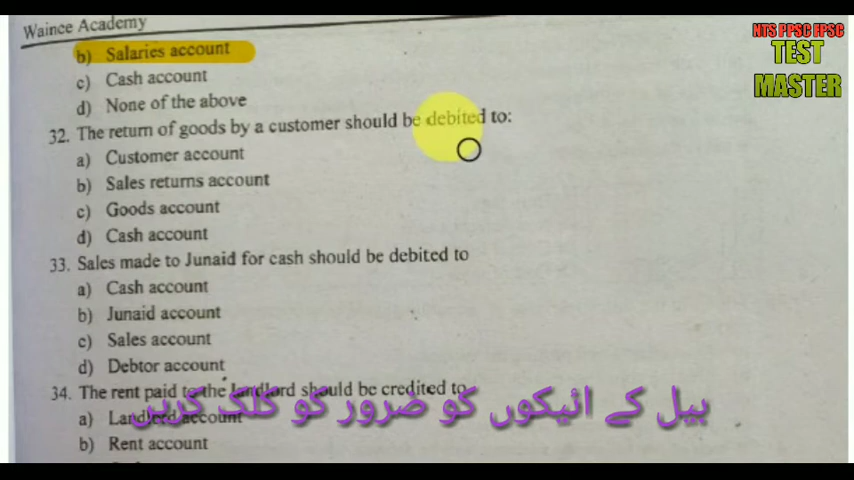 Waince Academy
b) Salaries account
c) Cash account
d) None of the above
32. The return of goods by a customer should be debited to:
a) Customer account
b) Sales returns account
c) Goods account
d) Cash account
33. Sales made to Junaid for cash should be debited to
a) Cash account
b) Junaid account
c) Sales account
d) Debtor account
34. The rent paid to the landlord should be credited to
a) Landlord account
b) Rent account
NTS PPSC FPSC
TEST
MASTER
بیل کے ائیکوں کو ضرور کو کلک کریں